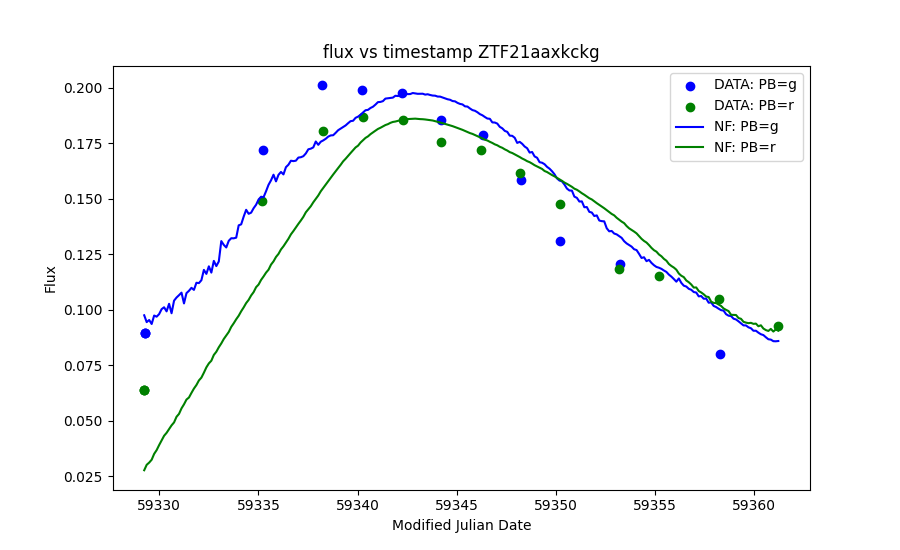 flux vs timestamp ZTF21aaxkckg
DATA: PB=g
DATA: PB=r
NF: PB=g
NF: PB=r
Flux
0.200
0.175
0.150
0.125
0.100
0.075
0.050
0.025
59330 59335 59340 59345 59350 59355 59360
Modified Julian Date